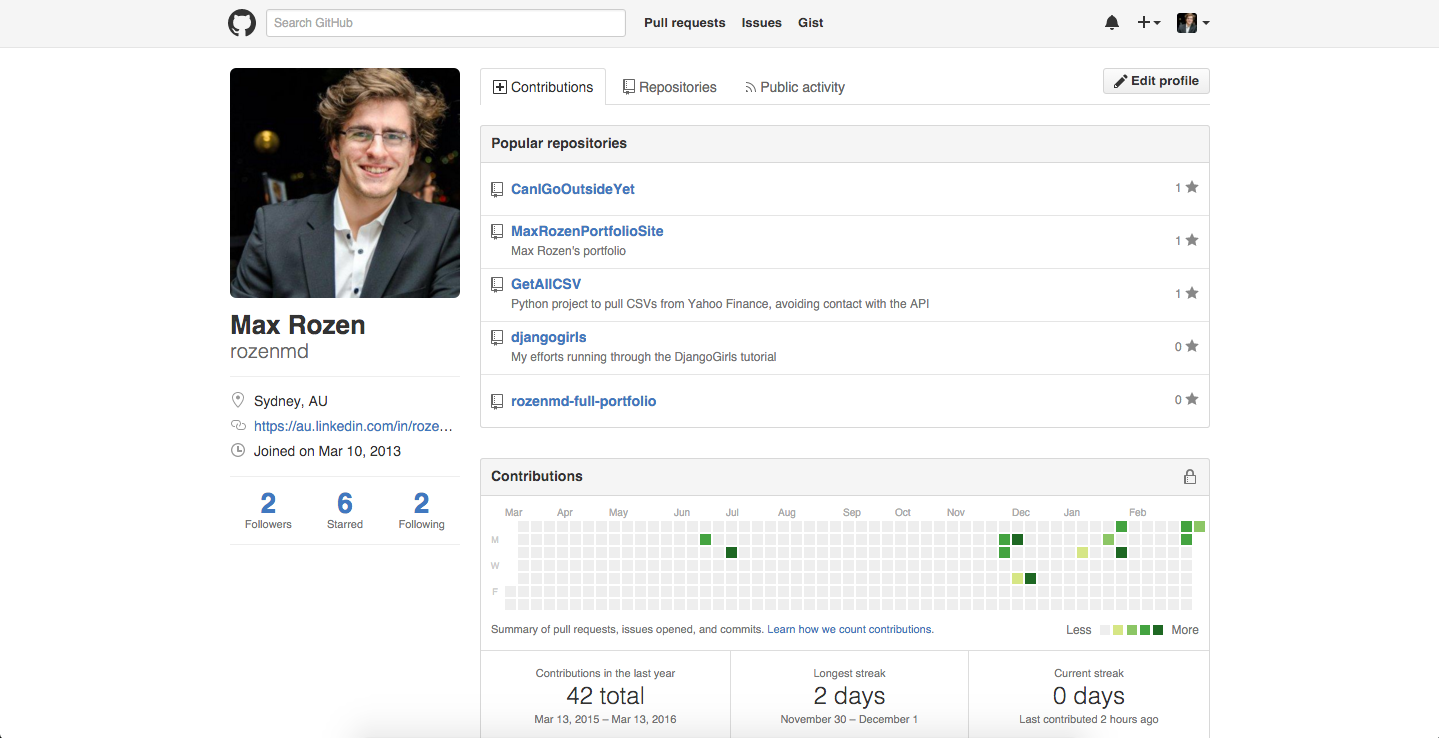 Search GitHub
Pull requests
Issues
Gist
Contributions
Repositories
Public activity
Edit profile
Max Rozen
rozenmd
Sydney, AU
https://au.linkedin.com/in/roze...
Joined on Mar 10, 2013
2
Followers
6
Starred
2
Following
Popular repositories
CanIGoOutsideYet
1
MaxRozenPortfolioSite
Max Rozen's portfolio
1
GetAllCSV
Python project to pull CSVs from Yahoo Finance, avoiding contact with the API
1
djangogirls
My efforts running through the DjangoGirls tutorial
0
rozenmd-full-portfolio
0
Contributions
Mar Apr May Jun Jul Aug Sep Oct Nov Dec Jan Feb
M
W
F
Summary of pull requests, issues opened, and commits. Learn how we count contributions.
Less More
Contributions in the last year
42 total
Mar 13, 2015 – Mar 13, 2016
Longest streak
2 days
November 30 – December 1
Current streak
0 days
Last contributed 2 hours ago